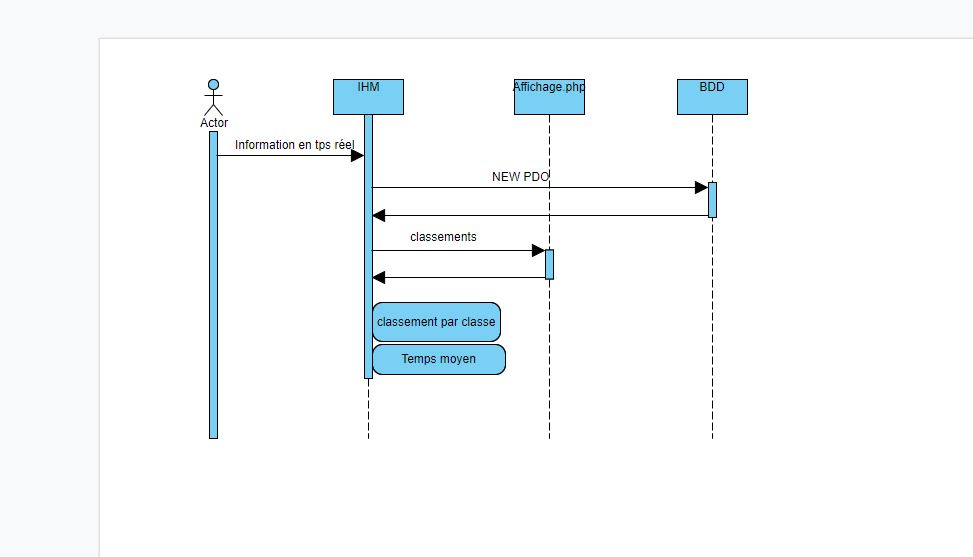 IHM
Affichage.php
BDD
Actor
Information en tps réel
NEW PDO
classements
classement par classe
Temps moyen